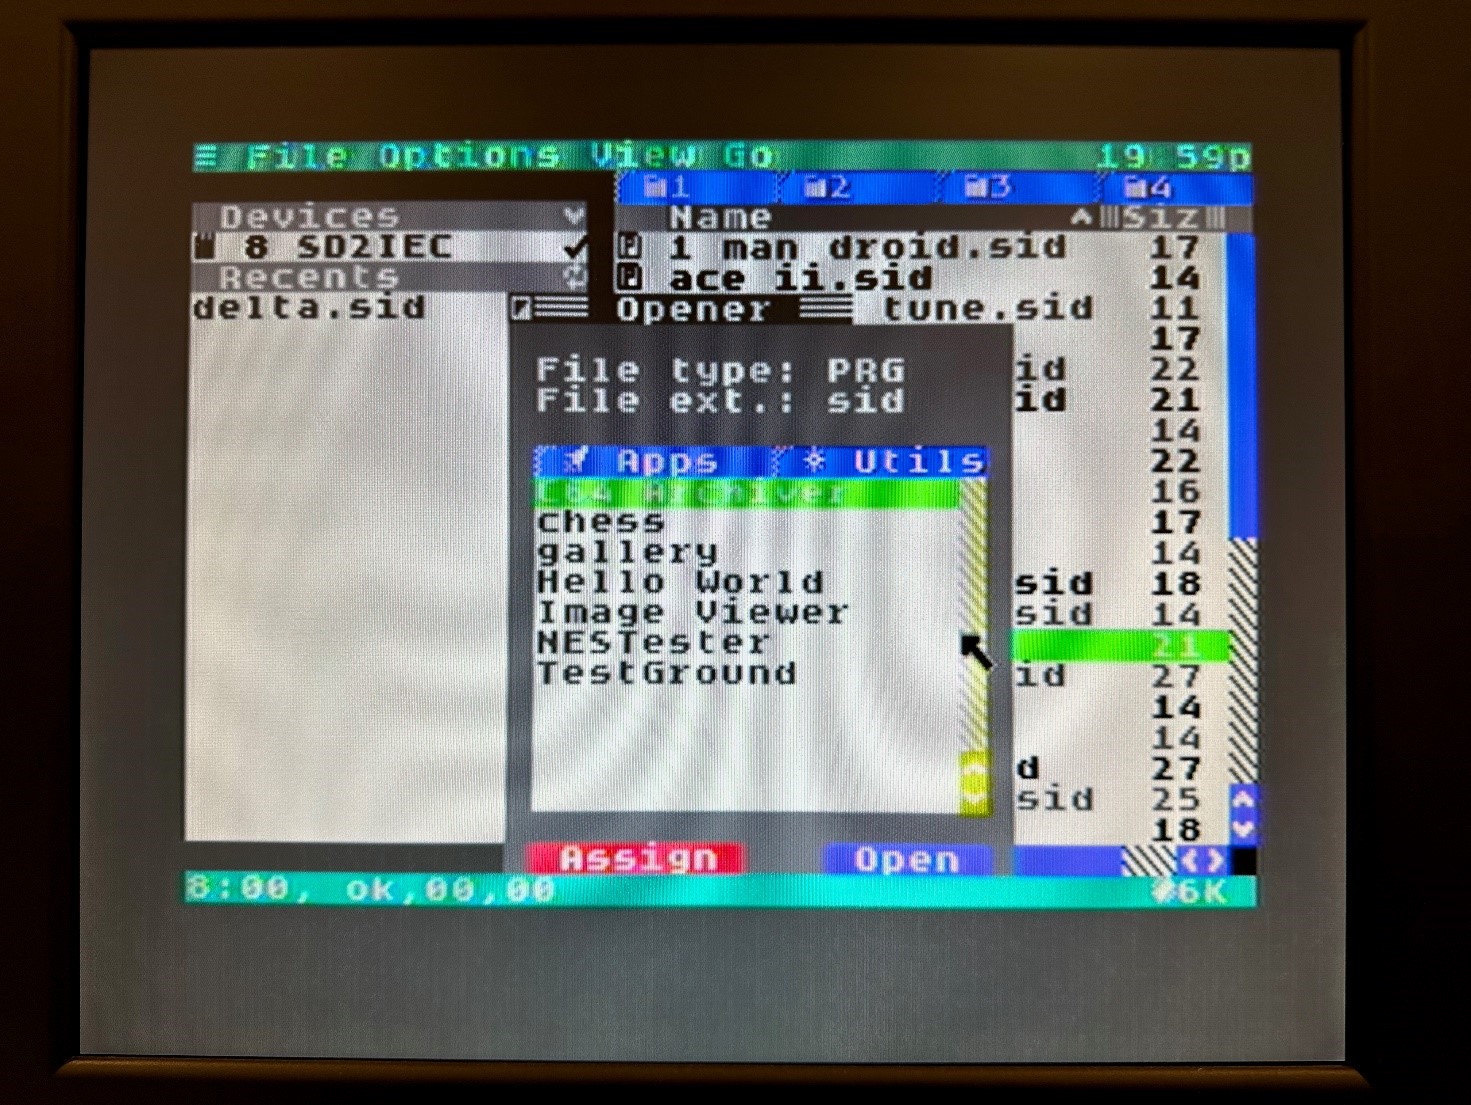 File Options View Go 19 59p
1 2 3 4
Devices
Name Siz
8 SD2IEC
1 man droid.sid 17
Recents
ace ii.sid 14
delta.sid
Opener
tune.sid 11
17
File type: PRG
id 22
File ext.: sid
id 21
14
Apps Utils
22
C64 Archiver
16
chess
17
gallery
14
Hello World
sid 18
Image Viewer
sid 14
NESTester
21
TestGround
id 27
14
14
d 27
sid 25
18
Assign Open
8:00, ok,00,00
6K